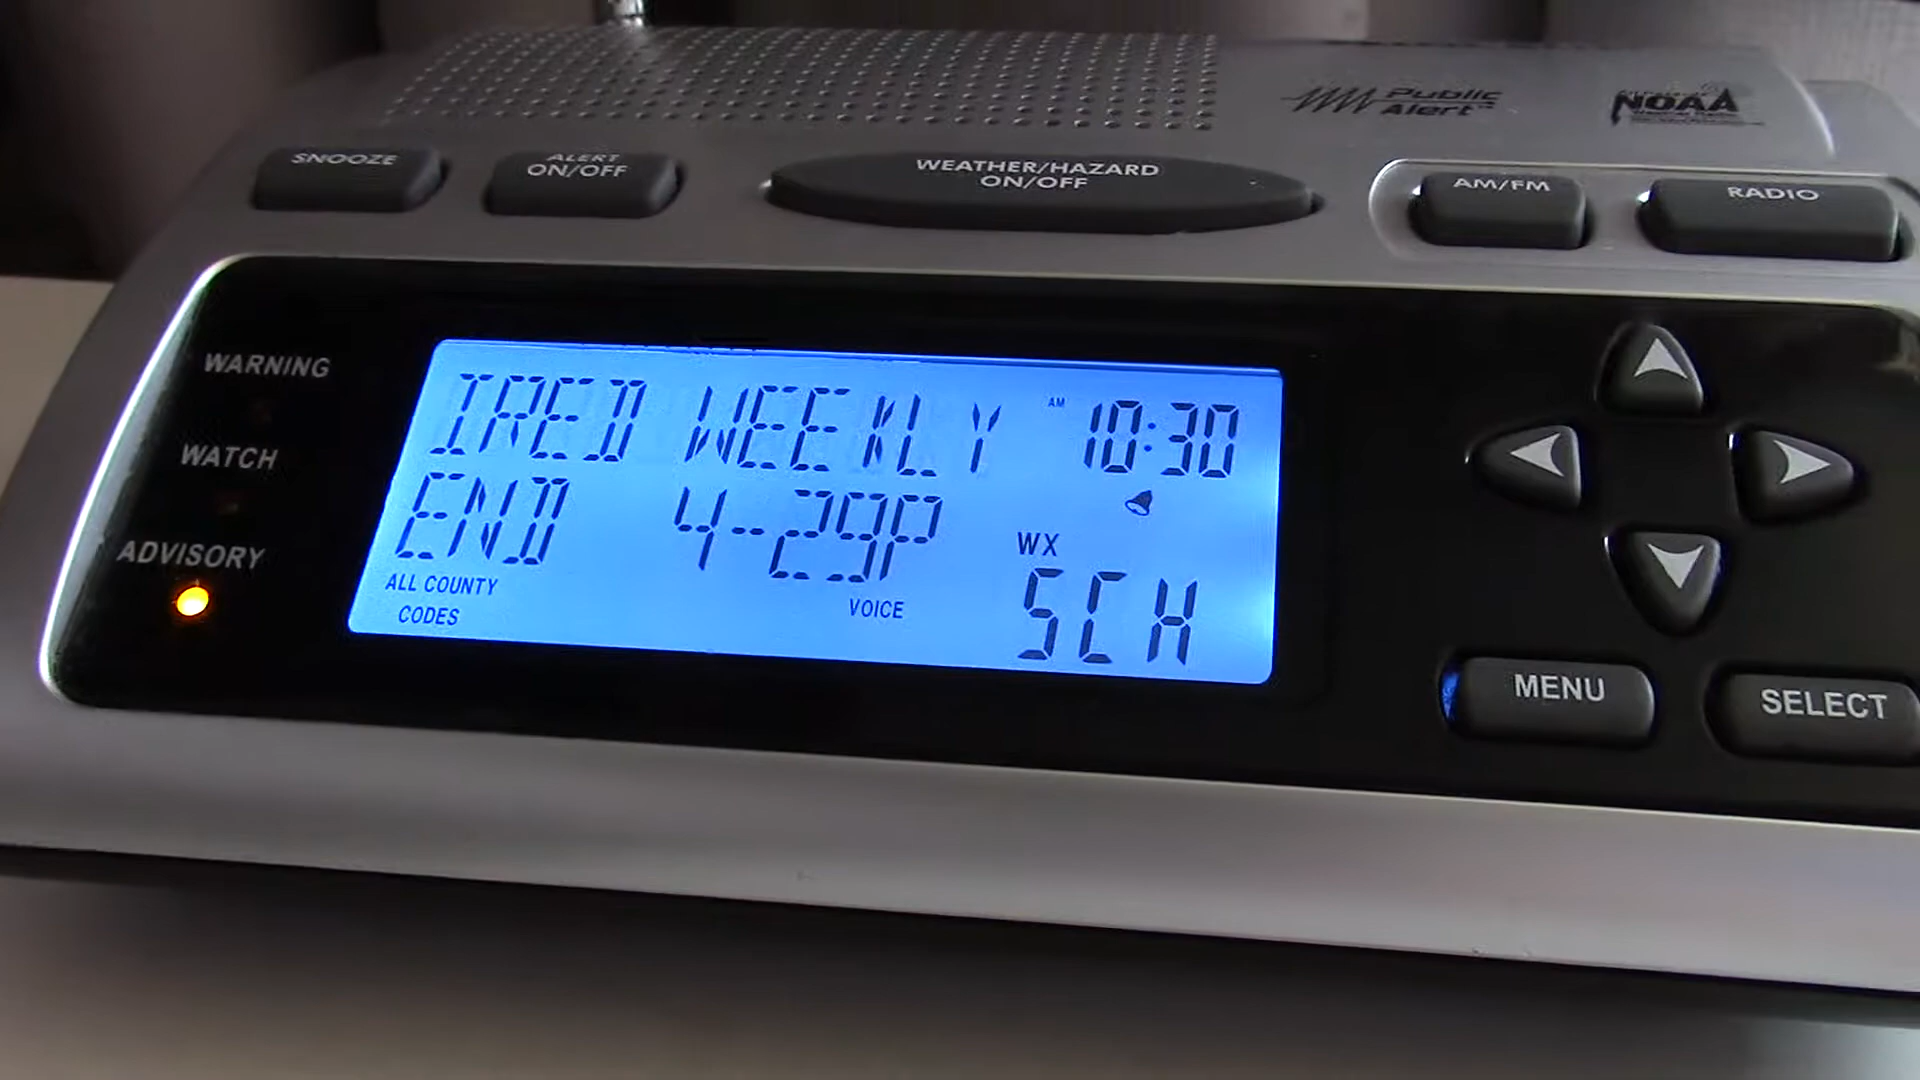 Public
Alert™
NOAA
SNOOZE
ALERT
ON/OFF
WEATHER/HAZARD
ON/OFF
AM/FM
RADIO
WARNING
WATCH
ADVISORY
IRED WEEKLY
AM 10:30
END 4-29P
WX
SCH
ALL COUNTY
CODES
VOICE
MENU
SELECT